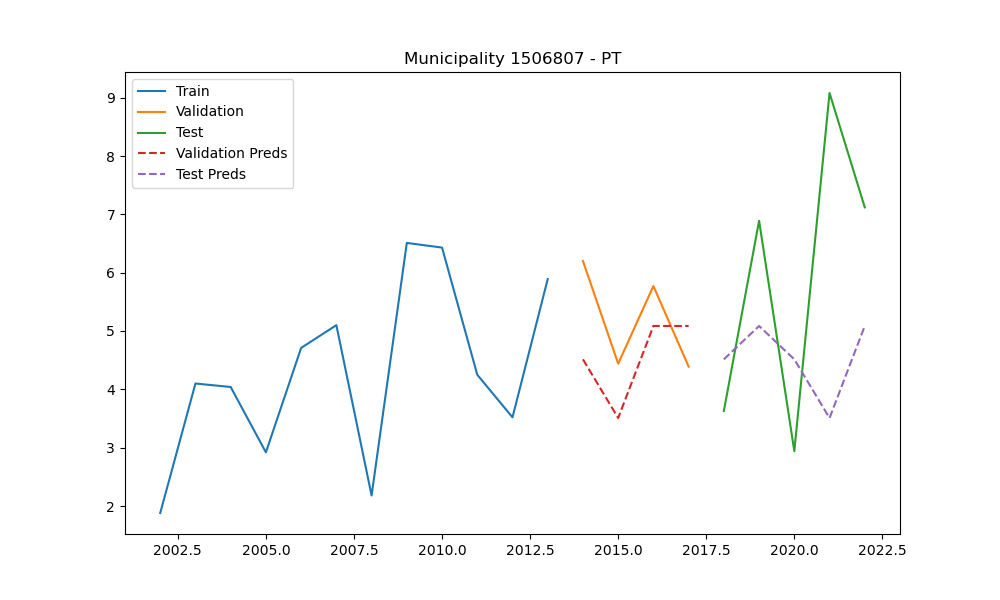 Municipality 1506807 - PT
Train
Validation
Test
Validation Preds
Test Preds
9
8
7
6
5
4
3
2
2002.5 2005.0 2007.5 2010.0 2012.5 2015.0 2017.5 2020.0 2022.5